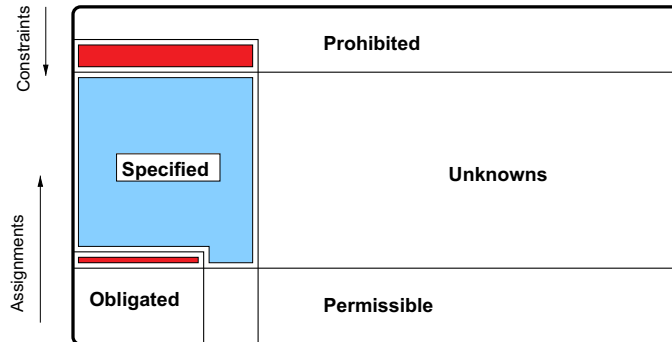 Constraints
Prohibited
Specified
Unknowns
Assignments
Obligated
Permissible